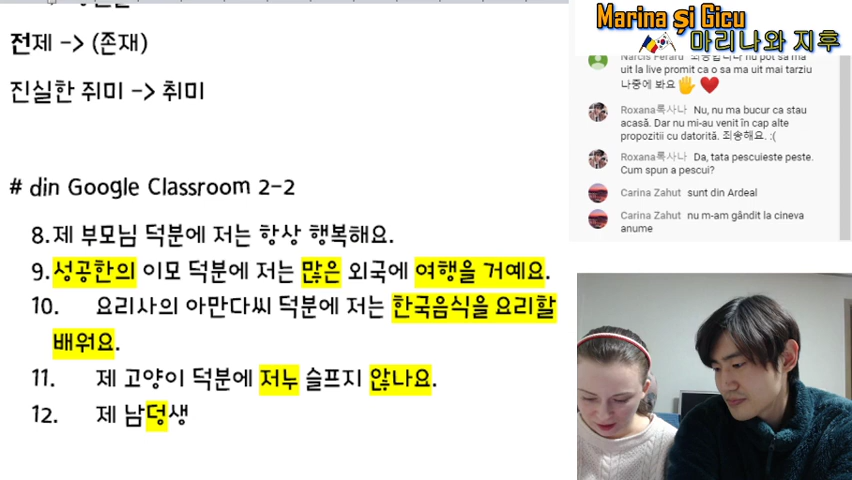 전제 -> (존재)
진실한 쥐미 -> 취미
# din Google Classroom 2-2
8. 제 부모님 덕분에 저는 항상 행복해요.
9. 성공한의 이모 덕분에 저는 많은 외국에 여행을 거예요.
10. 요리사의 아만다씨 덕분에 저는 한국음식을 요리할
배워요.
11. 제 고양이 덕분에 저누 슬프지 않나요.
12. 제 남덩생
Marina și Gicu
마리나와 지후
uit la live promit ca o sa ma uit mai tarziu
나중에 봐요 🖐 ❤
Roxana록사나 Nu, nu ma bucur ca stau
acasă. Dar nu mi-au venit în cap alte
propozitii cu datorită. 죄송해요. :(
Roxana록사나 Da, tata pescuieste peste.
Cum spun a pescui?
Carina Zahut sunt din Ardeal
Carina Zahut nu m-am gândit la cineva
anume